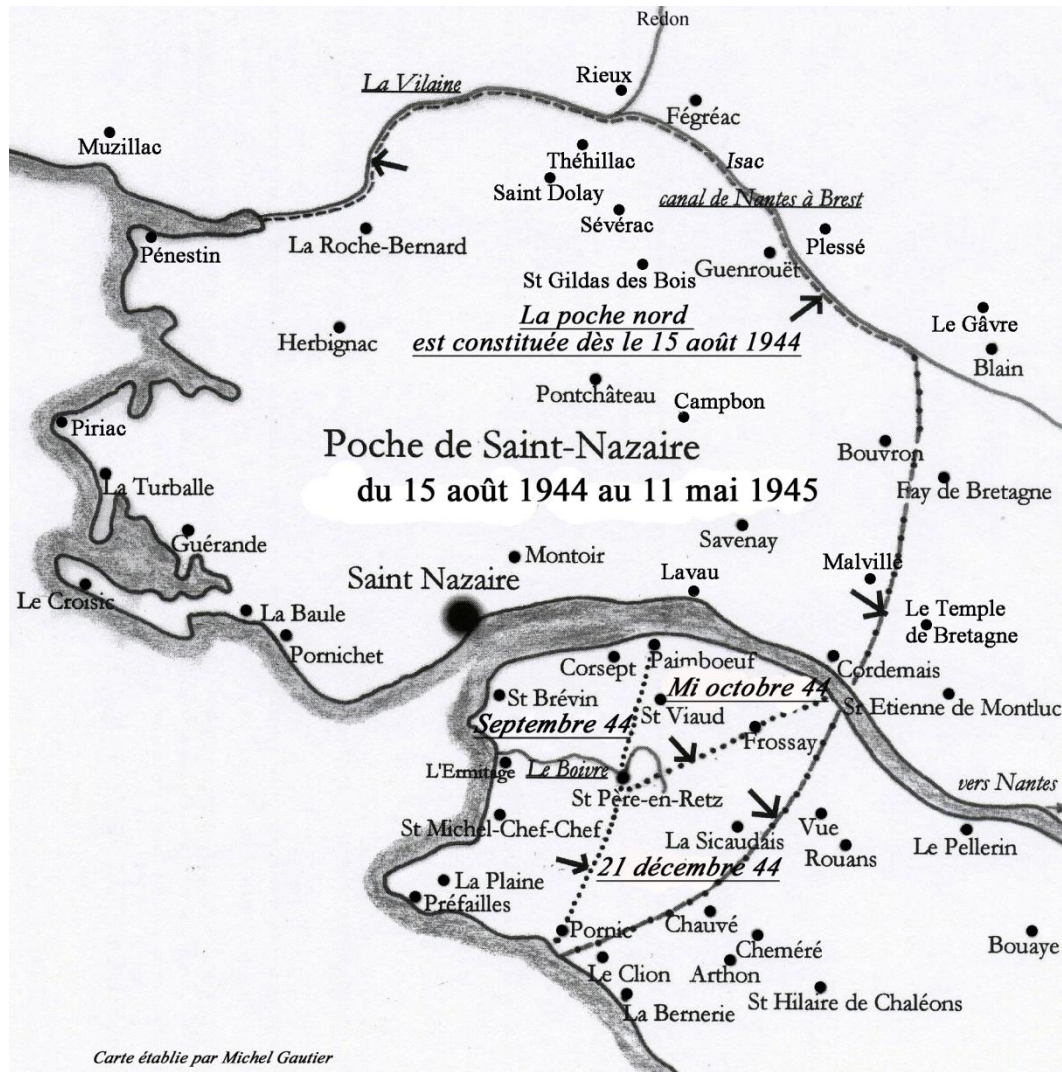 Redon
La Vilaine
Rieux
Fégréac
Muzillac
Théhillac
Isac
Saint Dolay
canal de Nantes à Brest
Sévérac
Plessé
La Roche-Bernard
Pénestin
Guenrouët
St Gildas des Bois
La poche nord
est constituée dès le 15 août 1944
Le Gâvre
Herbignac
Blain
Pontchâteau
Campbon
Piriac
Poche de Saint-Nazaire
Bouvron
du 15 août 1944 au 11 mai 1945
La Turballe
Fay de Bretagne
Guérande
Savenay
Montoir
Malville
Saint Nazaire
Lavau
Le Croisic
La Baule
Le Temple
de Bretagne
Pornichet
Corsept
Paimboeuf
Cordemais
St Brévin
Mi octobre 44
St Etienne de Montluc
St Viaud
Septembre 44
Frossay
L'Ermitage
Le Boivre
vers Nantes
St Père-en-Retz
St Michel-Chef-Chef
La Sicaudais
Vue
Rouans
Le Pellerin
21 décembre 44
La Plaine
Préfailles
Chauvé
Pornic
Cheméré
Bouaye
Le Clion
Arthon
La Bernerie
St Hilaire de Chaléons
Carte établie par Michel Gautier